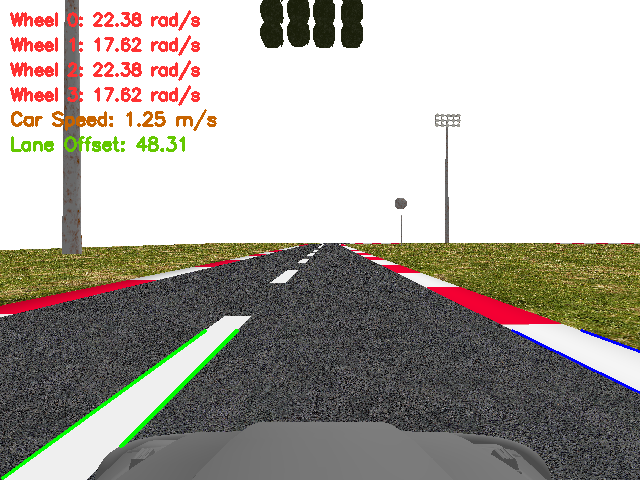 Wheel 0: 22.38 rad/s
Wheel 1: 17.62 rad/s
Wheel 2: 22.38 rad/s
Wheel 3: 17.62 rad/s
Car Speed: 1.25 m/s
Lane Offset: 48.31